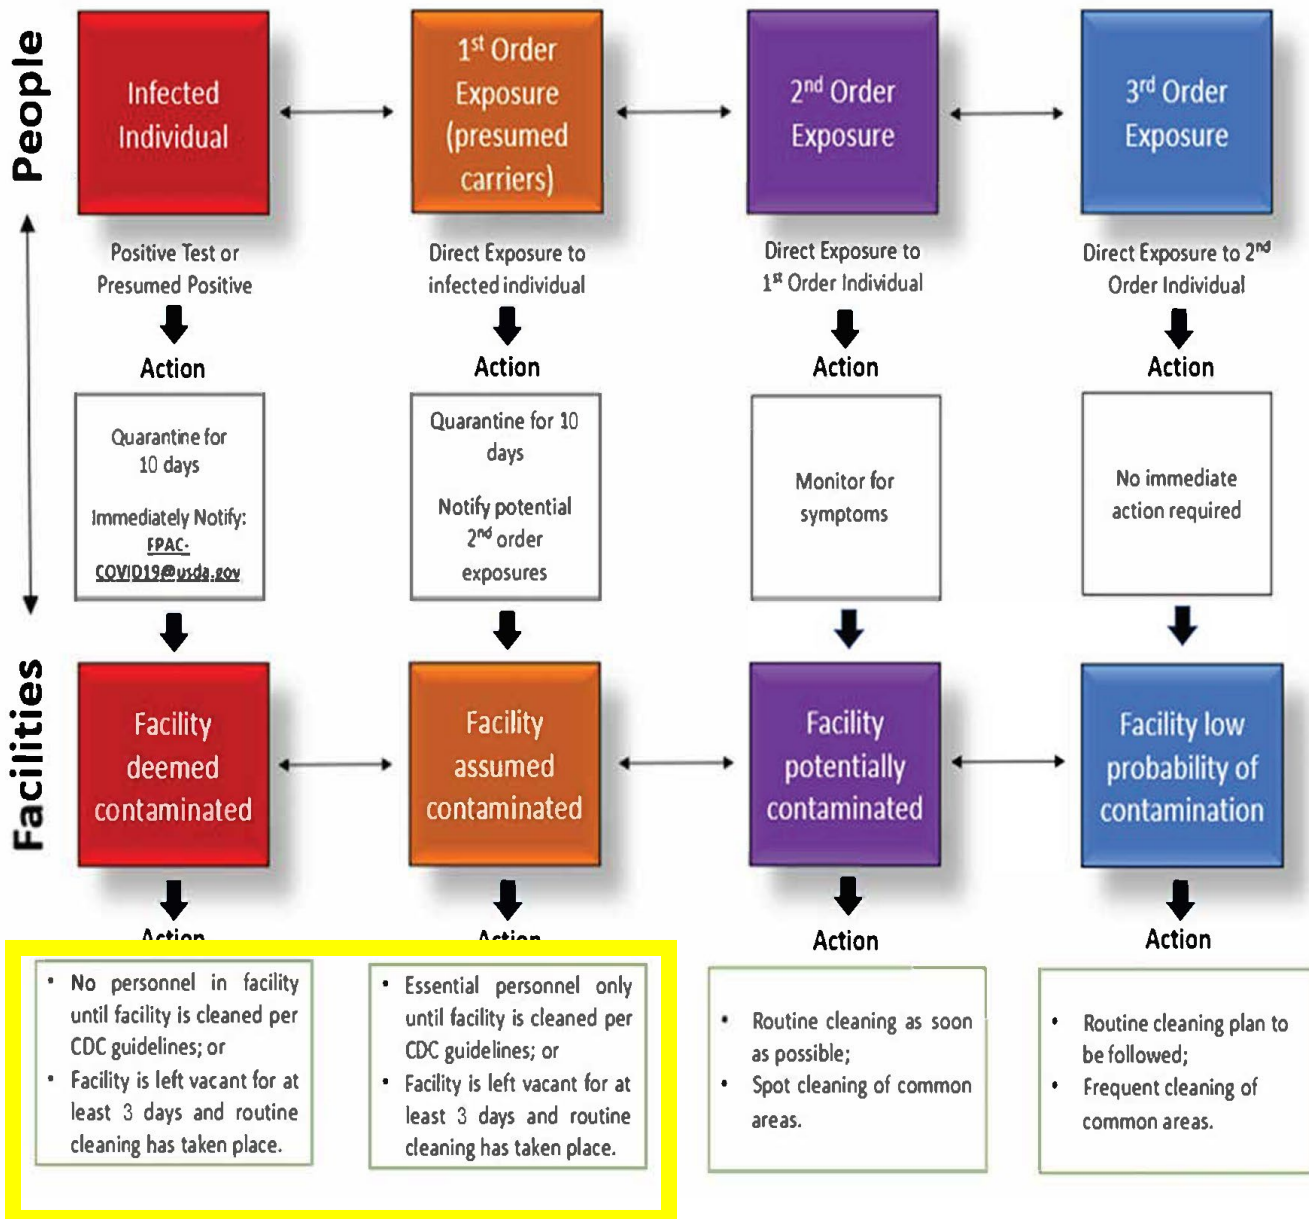 People
Infected
Individual
1st Order
Exposure
(presumed
carriers)
2nd Order
Exposure
3rd Order
Exposure
Positive Test or
Presumed Positive
Direct Exposure to
infected individual
Direct Exposure to
1st Order Individual
Direct Exposure to 2nd
Order Individual
Action
Action
Action
Action
Quarantine for
10 days
Immediately Notify:
FPAC-
COVID19@usda.gov
Quarantine for 10
days
Notify potential
2nd order
exposures
Monitor for
symptoms
No immediate
action required
Facilities
Facility
deemed
contaminated
Facility
assumed
contaminated
Facility
potentially
contaminated
Facility low
probability of
contamination
Action
Action
Action
Action
• No personnel in facility
until facility is cleaned per
CDC guidelines; or
• Facility is left vacant for at
least 3 days and routine
cleaning has taken place.
• Essential personnel only
until facility is cleaned per
CDC guidelines; or
• Facility is left vacant for at
least 3 days and routine
cleaning has taken place.
• Routine cleaning as soon
as possible;
• Spot cleaning of common
areas.
• Routine cleaning plan to
be followed;
• Frequent cleaning of
common areas.